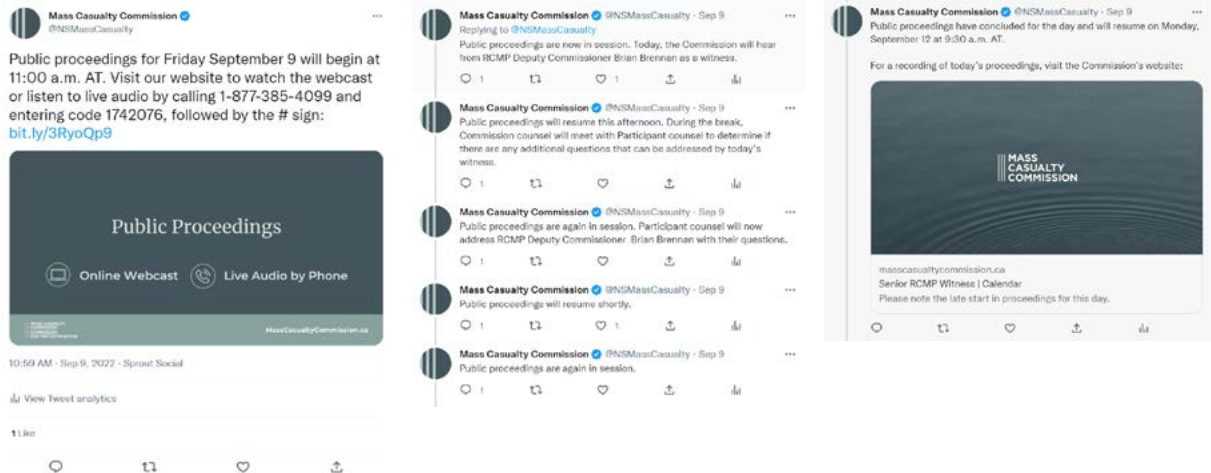 Mass Casualty Commission
@NSMassCasualty
Public proceedings for Friday September 9 will begin at
11:00 a.m. AT. Visit our website to watch the webcast
or listen to live audio by calling 1-877-385-4099 and
entering code 1742076, followed by the # sign:
bit.ly/3RyoQp9
Public Proceedings
Online Webcast
Live Audio by Phone
MassCasualtyCommission.ca
10:59 AM · Sep 9, 2022 · Sprout Social
View Tweet analytics
1 Like
Mass Casualty Commission @NSMassCasualty · Sep 9
Replying to @NSMassCasualty
Public proceedings are now in session. Today, the Commission will hear
from RCMP Deputy Commissioner Brian Brennan as a witness.
1 1
Mass Casualty Commission @NSMassCasualty · Sep 9
Public proceedings will resume this afternoon. During the break,
Commission counsel will meet with Participant counsel to determine if
there are any additional questions that can be addressed by today's
witness.
1
Mass Casualty Commission @NSMassCasualty · Sep 9
Public proceedings are again in session. Participant counsel will now
address RCMP Deputy Commissioner Brian Brennan with their questions.
1
Mass Casualty Commission @NSMassCasualty · Sep 9
Public proceedings will resume shortly.
1 1
Mass Casualty Commission @NSMassCasualty · Sep 9
Public proceedings are again in session.
1
Mass Casualty Commission @NSMassCasualty · Sep 9
Public proceedings have concluded for the day and will resume on Monday,
September 12 at 9:30 a.m. AT.
For a recording of today's proceedings, visit the Commission's website:
MASS
CASUALTY
COMMISSION
masscasualtycommission.ca
Senior RCMP Witness | Calendar
Please note the late start in proceedings for this day.